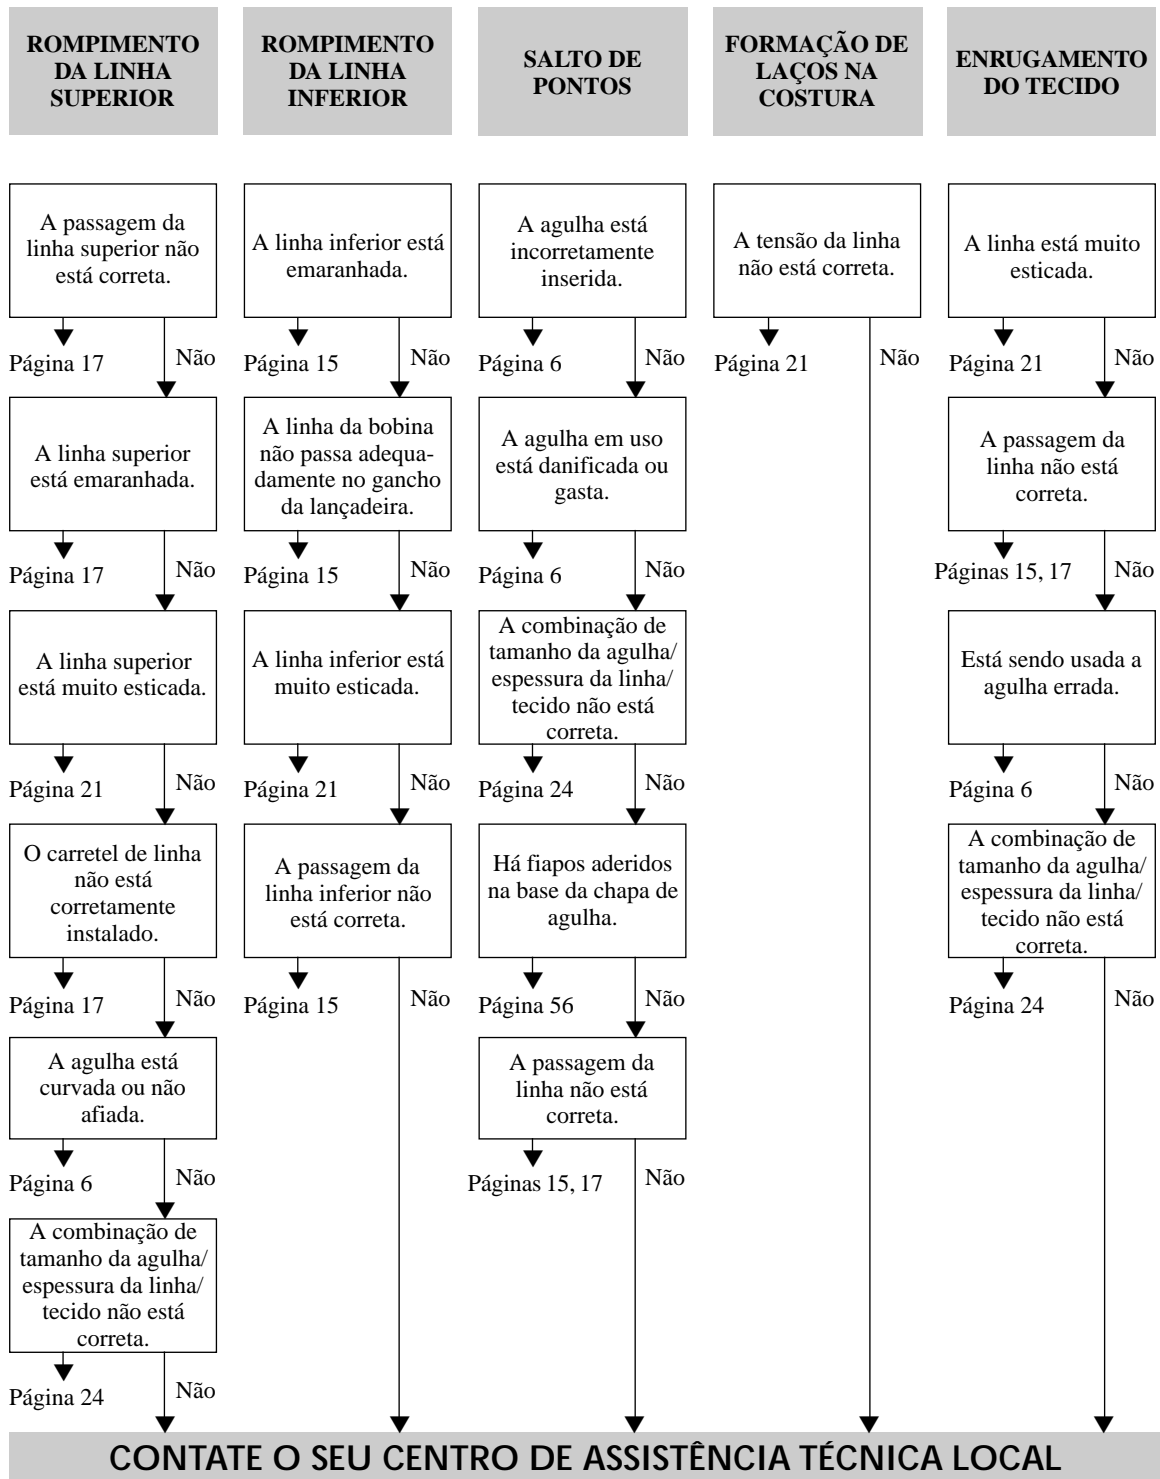 ROMPIMENTO
DA LINHA
SUPERIOR
A passagem da
linha superior não
está correta.
Página 17
Não
A linha superior
está emaranhada.
Página 17
Não
A linha superior
está muito esticada.
Página 21
Não
O carretel de linha
não está
corretamente
instalado.
Página 17
Não
A agulha está
curvada ou não
afiada.
Página 6
Não
A combinação de
tamanho da agulha/
espessura da linha/
tecido não está
correta.
Página 24
Não
ROMPIMENTO
DA LINHA
INFERIOR
A linha inferior está
emaranhada.
Página 15
Não
A linha da bobina
não passa adequa-
damente no gancho
da lançadeira.
Página 15
Não
A linha inferior está
muito esticada.
Página 21
Não
A passagem da
linha inferior não
está correta.
Página 15
Não
SALTO DE
PONTOS
A agulha está
incorretamente
inserida.
Página 6
Não
A agulha em uso
está danificada ou
gasta.
Página 6
Não
A combinação de
tamanho da agulha/
espessura da linha/
tecido não está
correta.
Página 24
Não
Há fiapos aderidos
na base da chapa de
agulha.
Página 56
Não
A passagem da
linha não está
correta.
Páginas 15, 17
Não
FORMAÇÃO DE
LAÇOS NA
COSTURA
A tensão da linha
não está correta.
Página 21
Não
ENRUGAMENTO
DO TECIDO
A linha está muito
esticada.
Página 21
Não
A passagem da
linha não está
correta.
Páginas 15, 17
Não
Está sendo usada a
agulha errada.
Página 6
Não
A combinação de
tamanho da agulha/
espessura da linha/
tecido não está
correta.
Página 24
Não
CONTATE O SEU CENTRO DE ASSISTÊNCIA TÉCNICA LOCAL